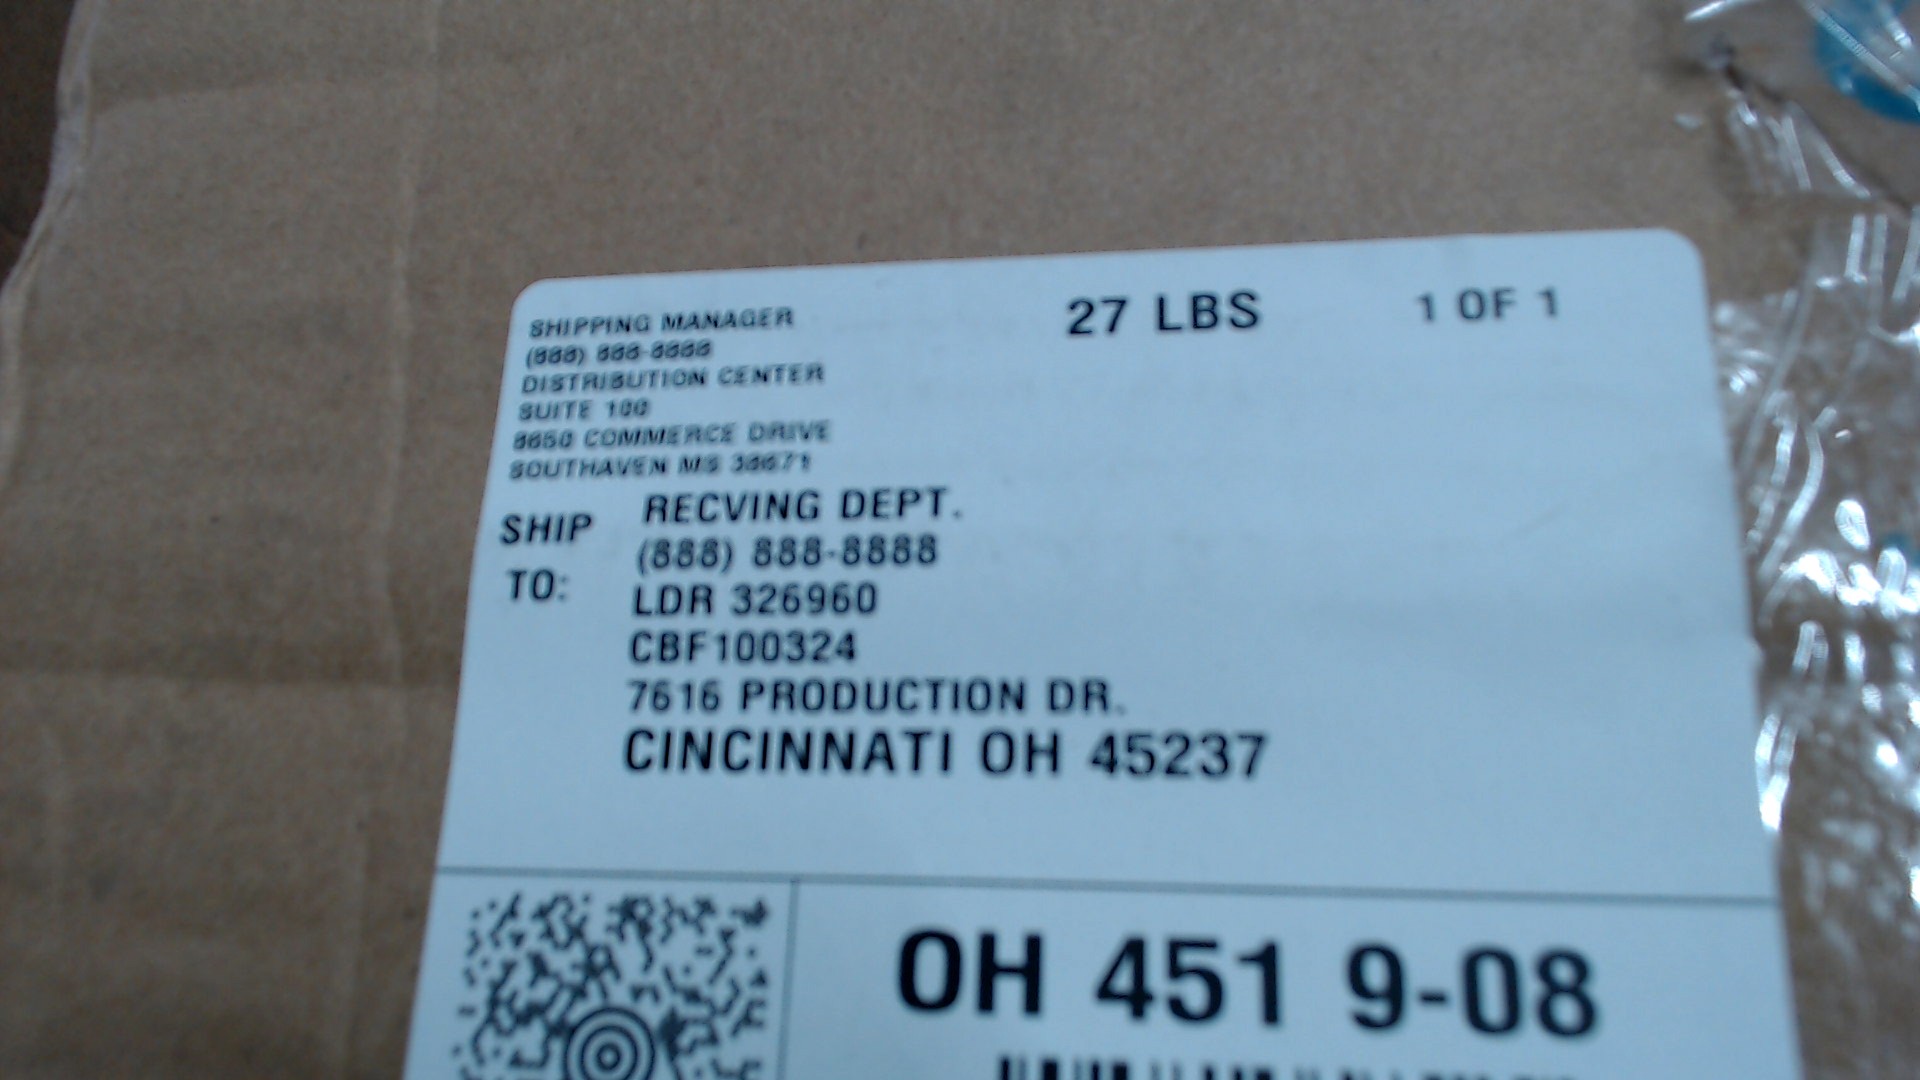 SHIPPING MANAGER
27 LBS
1 OF 1
(888) 888-8888
DISTRIBUTION CENTER
SUITE 100
8650 COMMERCE DRIVE
SOUTHAVEN MS 38671
SHIP TO:
RECVING DEPT.
(888) 888-8888
LDR 326960
CBF100324
7616 PRODUCTION DR.
CINCINNATI OH 45237
OH 451 9-08